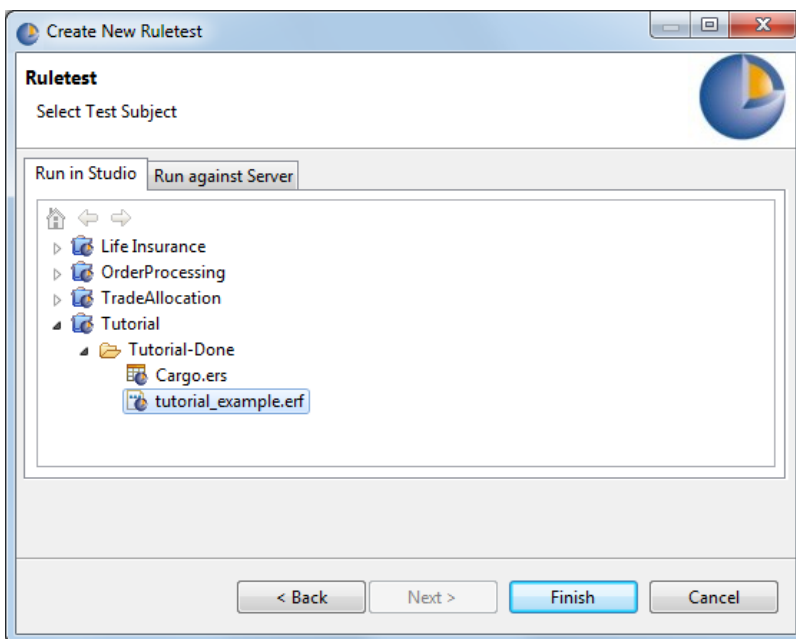 Create New Ruletest
Ruletest
Select Test Subject
Run in Studio Run against Server
Life Insurance
OrderProcessing
TradeAllocation
Tutorial
Tutorial-Done
Cargo.ers
tutorial_example.erf
< Back Next > Finish Cancel